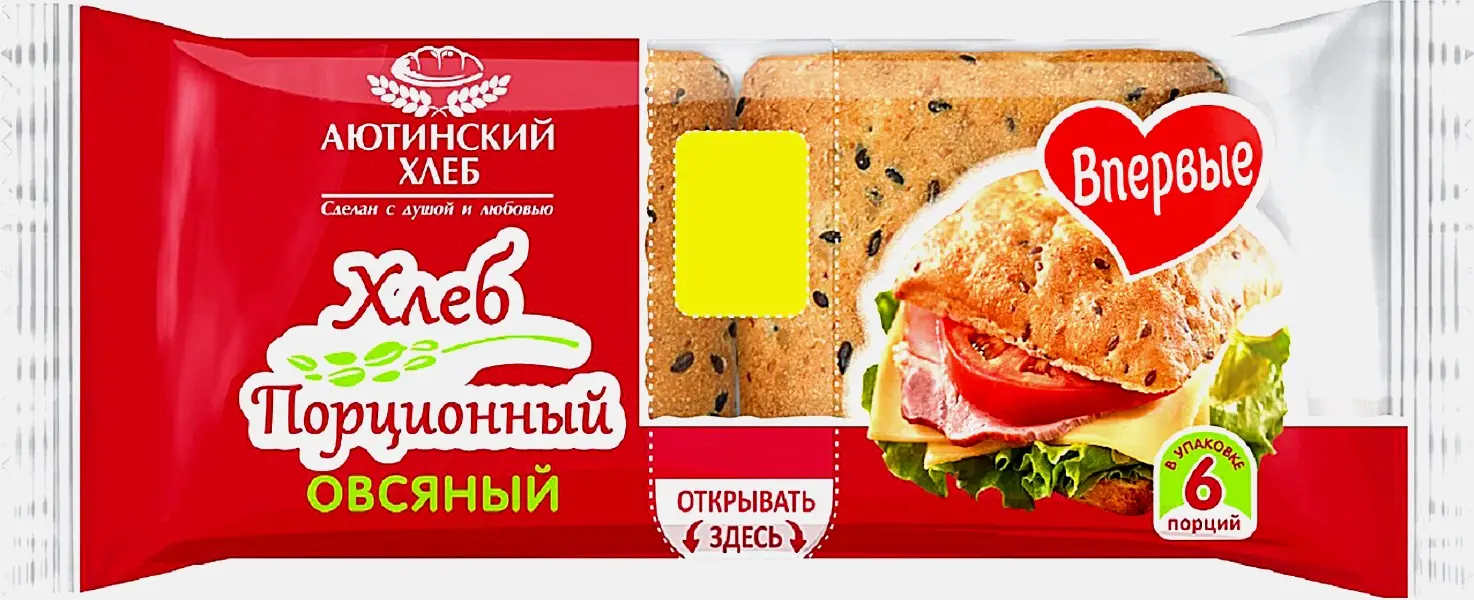 АЮТИНСКИЙ
ХЛЕБ
Сделан с душой и любовью
Хлеб
Порционный
ОВСЯНЫЙ
ОТКРЫВАТЬ
ЗДЕСЬ
Впервые
В УПАКОВКЕ
6
ПОРЦИЙ